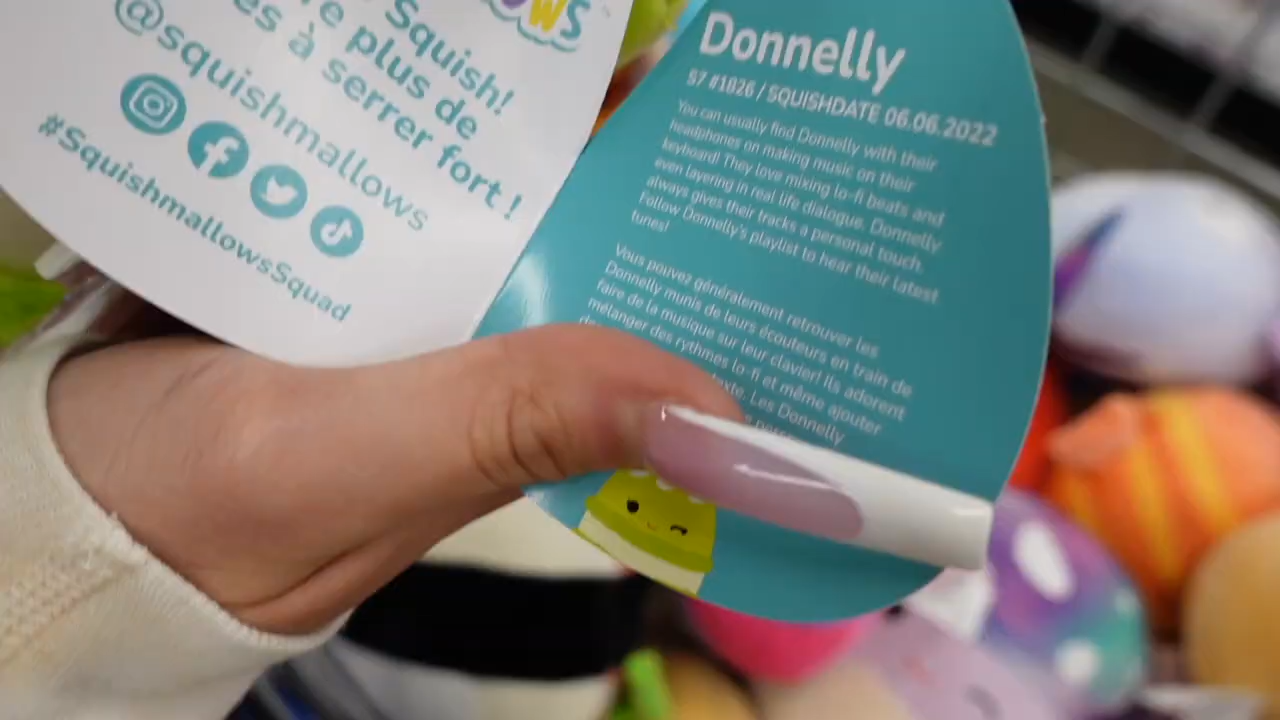 OWS
Squish!
re plus de
es à serrer fort !
@squishmallows
#SquishmallowsSquad
Donnelly
S7 #1826 / SQUISHDATE 06.06.2022
You can usually find Donnelly with their
headphones on making music on their
keyboard! They love mixing lo-fi beats and
even layering in real life dialogue. Donnelly
always gives their tracks a personal touch.
Follow Donnelly's playlist to hear their latest
tunes!
Vous pouvez généralement retrouver les
Donnelly munis de leurs écouteurs en train de
faire de la musique sur leur clavier! Ils adorent
mélanger des rythmes lo-fi et même ajouter
exte. Les Donnelly